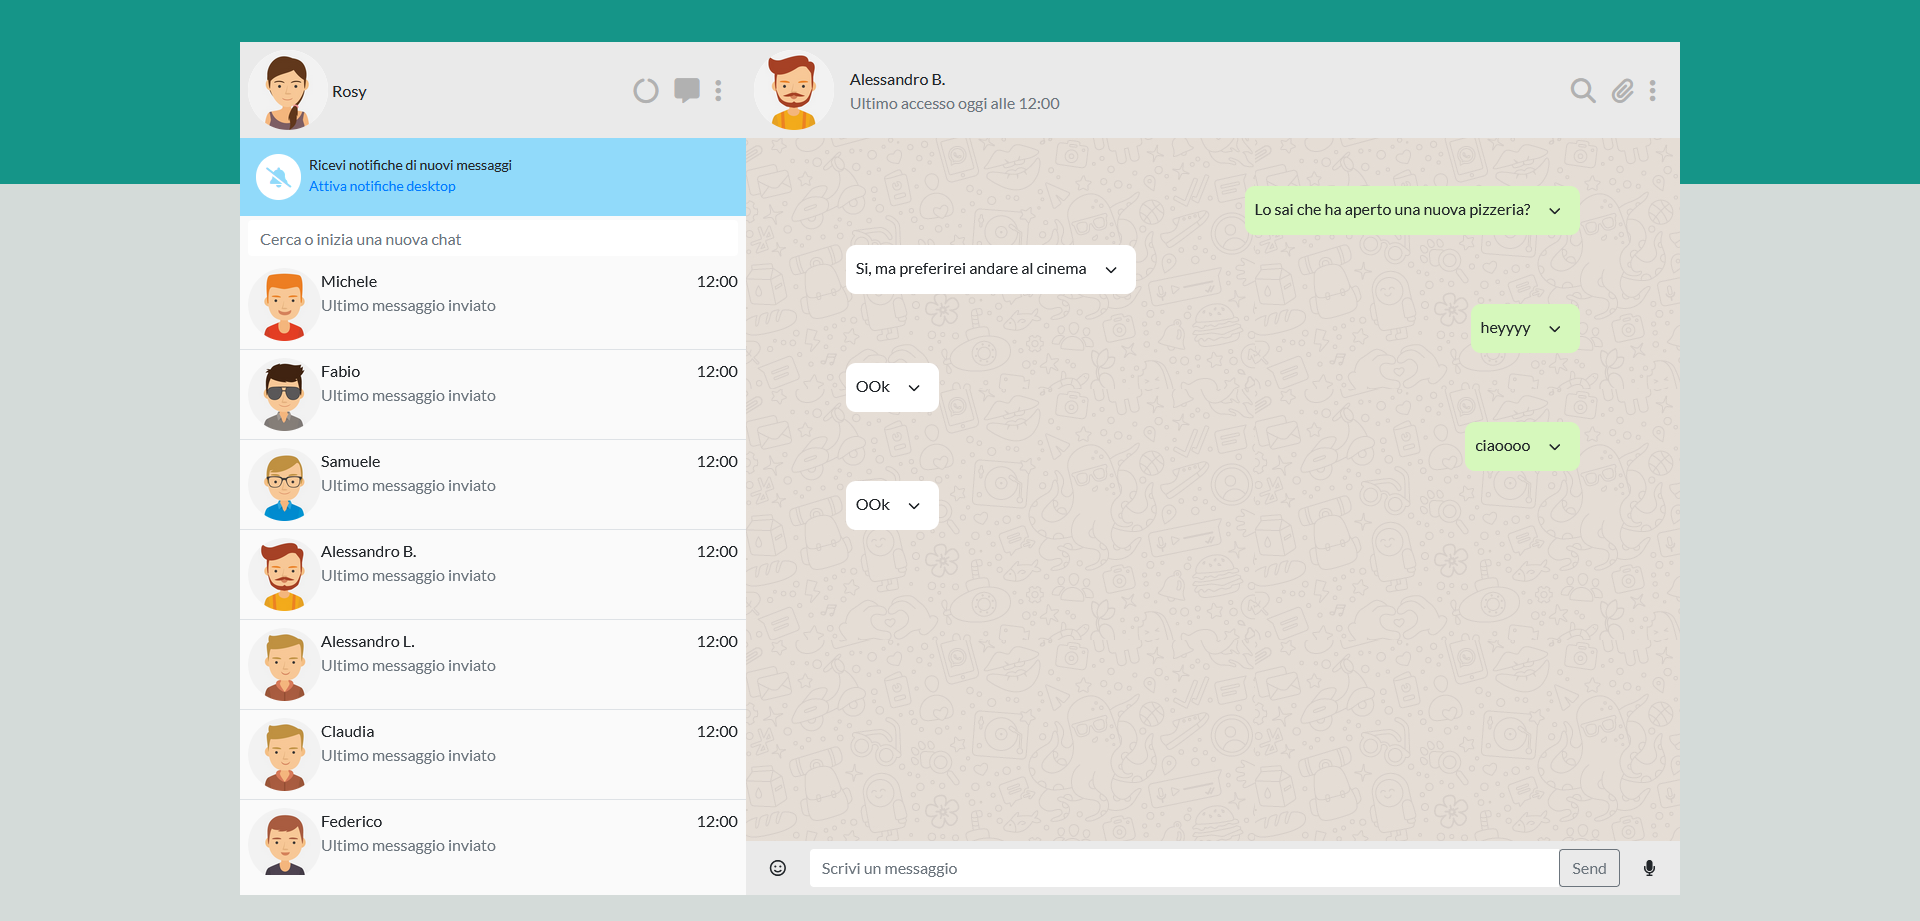 Rosy
Ricevi notifiche di nuovi messaggi
Attiva notifiche desktop
Cerca o inizia una nuova chat
Michele 12:00
Ultimo messaggio inviato
Fabio 12:00
Ultimo messaggio inviato
Samuele 12:00
Ultimo messaggio inviato
Alessandro B. 12:00
Ultimo messaggio inviato
Alessandro L. 12:00
Ultimo messaggio inviato
Claudia 12:00
Ultimo messaggio inviato
Federico 12:00
Ultimo messaggio inviato
Alessandro B.
Ultimo accesso oggi alle 12:00
Lo sai che ha aperto una nuova pizzeria?
Si, ma preferirei andare al cinema
heyyyy
OOk
ciaoooo
OOk
Scrivi un messaggio Send